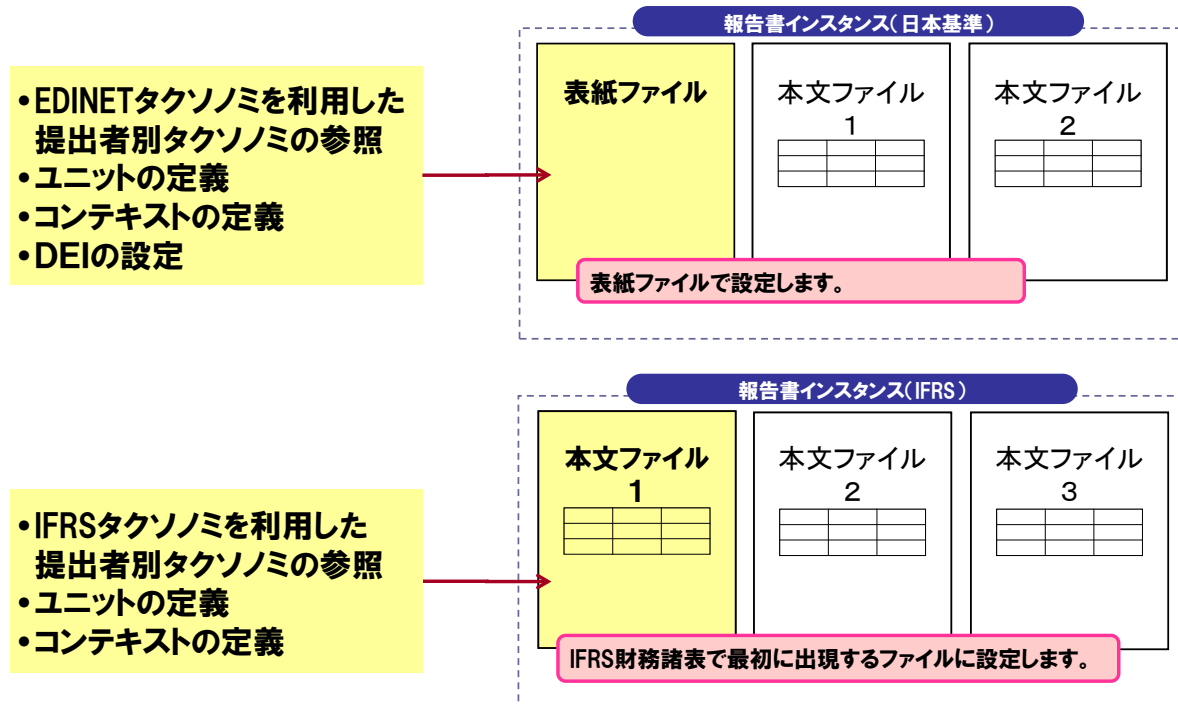 報告書インスタンス（日本基準）
•EDINETタクソノミを利用した
提出者別タクソノミの参照
•ユニットの定義
•コンテキストの定義
•DEIの設定
表紙ファイル
本文ファイル
1
本文ファイル
2
表紙ファイルで設定します。
報告書インスタンス（IFRS）
•IFRSタクソノミを利用した
提出者別タクソノミの参照
•ユニットの定義
•コンテキストの定義
本文ファイル
1
本文ファイル
2
本文ファイル
3
IFRS財務諸表で最初に出現するファイルに設定します。